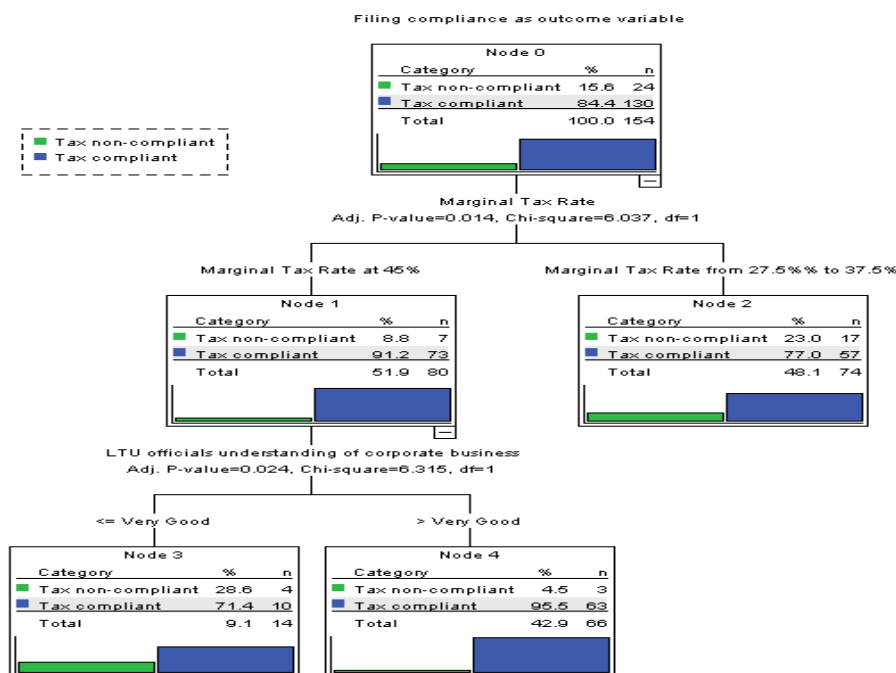 Filing compliance as outcome variable
Node 0
Category % n
Tax non-compliant 15.6 24
Tax compliant 84.4 130
Total 100.0 154
Tax non-compliant
Tax compliant
Marginal Tax Rate
Adj. P-value=0.014, Chi-square=6.037, df=1
Marginal Tax Rate at 45%
Marginal Tax Rate from 27.5%% to 37.5%
Node 1
Category % n
Tax non-compliant 8.8 7
Tax compliant 91.2 73
Total 51.9 80
Node 2
Category % n
Tax non-compliant 23.0 17
Tax compliant 77.0 57
Total 48.1 74
LTU officials understanding of corporate business
Adj. P-value=0.024, Chi-square=6.315, df=1
<= Very Good
> Very Good
Node 3
Category % n
Tax non-compliant 28.6 4
Tax compliant 71.4 10
Total 9.1 14
Node 4
Category % n
Tax non-compliant 4.5 3
Tax compliant 95.5 63
Total 42.9 66